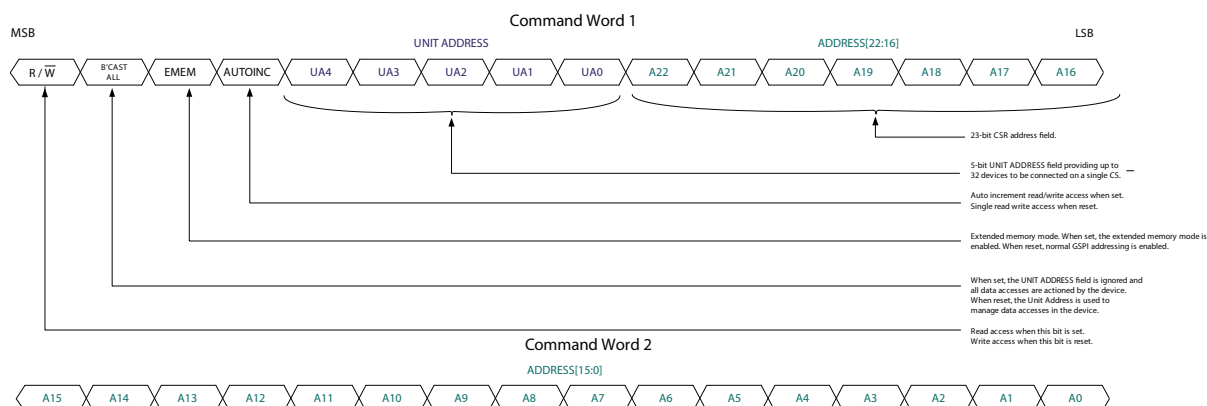 Command Word 1
MSB
LSB
UNIT ADDRESS
ADDRESS[22:16]
R / W̅ B'CAST ALL EMEM AUTOINC UA4 UA3 UA2 UA1 UA0 A22 A21 A20 A19 A18 A17 A16
23-bit CSR address field.
5-bit UNIT ADDRESS field providing up to
32 devices to be connected on a single CS.
Auto increment read/write access when set.
Single read write access when reset.
Extended memory mode. When set, the extended memory mode is
enabled. When reset, normal GSPI addressing is enabled.
When set, the UNIT ADDRESS field is ignored and
all data accesses are actioned by the device.
When reset, the Unit Address is used to
manage data accesses in the device.
Read access when this bit is set.
Write access when this bit is reset.
Command Word 2
ADDRESS[15:0]
A15 A14 A13 A12 A11 A10 A9 A8 A7 A6 A5 A4 A3 A2 A1 A0